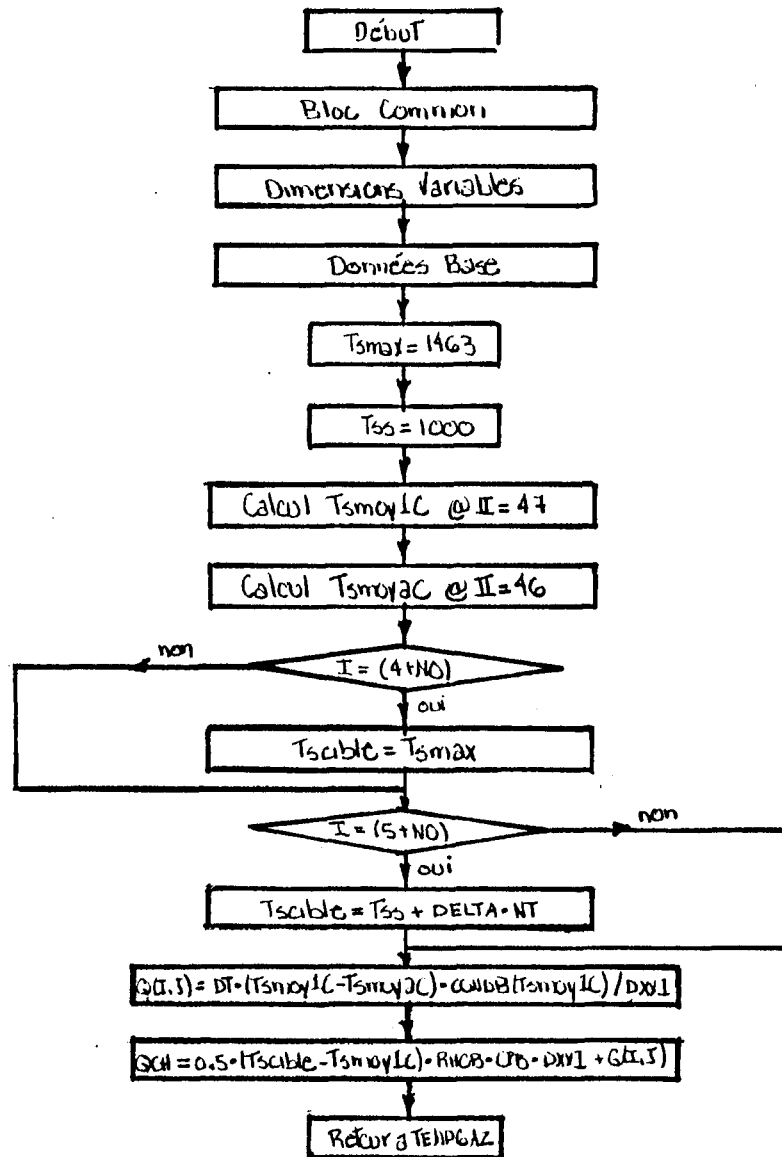 Début
Bloc Common
Dimensions Variables
Données Base
Tsmax = 1463
Tss = 1000
Calcul Tsmoy1C @ II = 47
Calcul Tsmoy2C @ II = 46
non
I = (4+NO)
oui
Tscible = Tsmax
I = (5+NO)
non
oui
Tscible = Tss + DELTA·NT
Q(I,J) = DT·(Tsmoy1C-Tsmoy2C)·CONDB(Tsmoy1C)/DXV1
QCH = 0.5·(Tscible-Tsmoy1C)·RHOB·CPB·DXV1 + Q(I,J)
Retour a TEMPGAZ